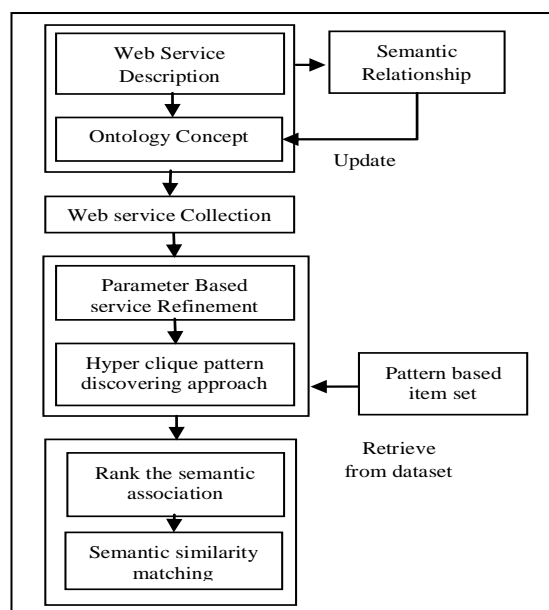 Web Service
Description
Semantic
Relationship
Ontology Concept
Update
Web service Collection
Parameter Based
service Refinement
Hyper clique pattern
discovering approach
Pattern based
item set
Retrieve
from dataset
Rank the semantic
association
Semantic similarity
matching